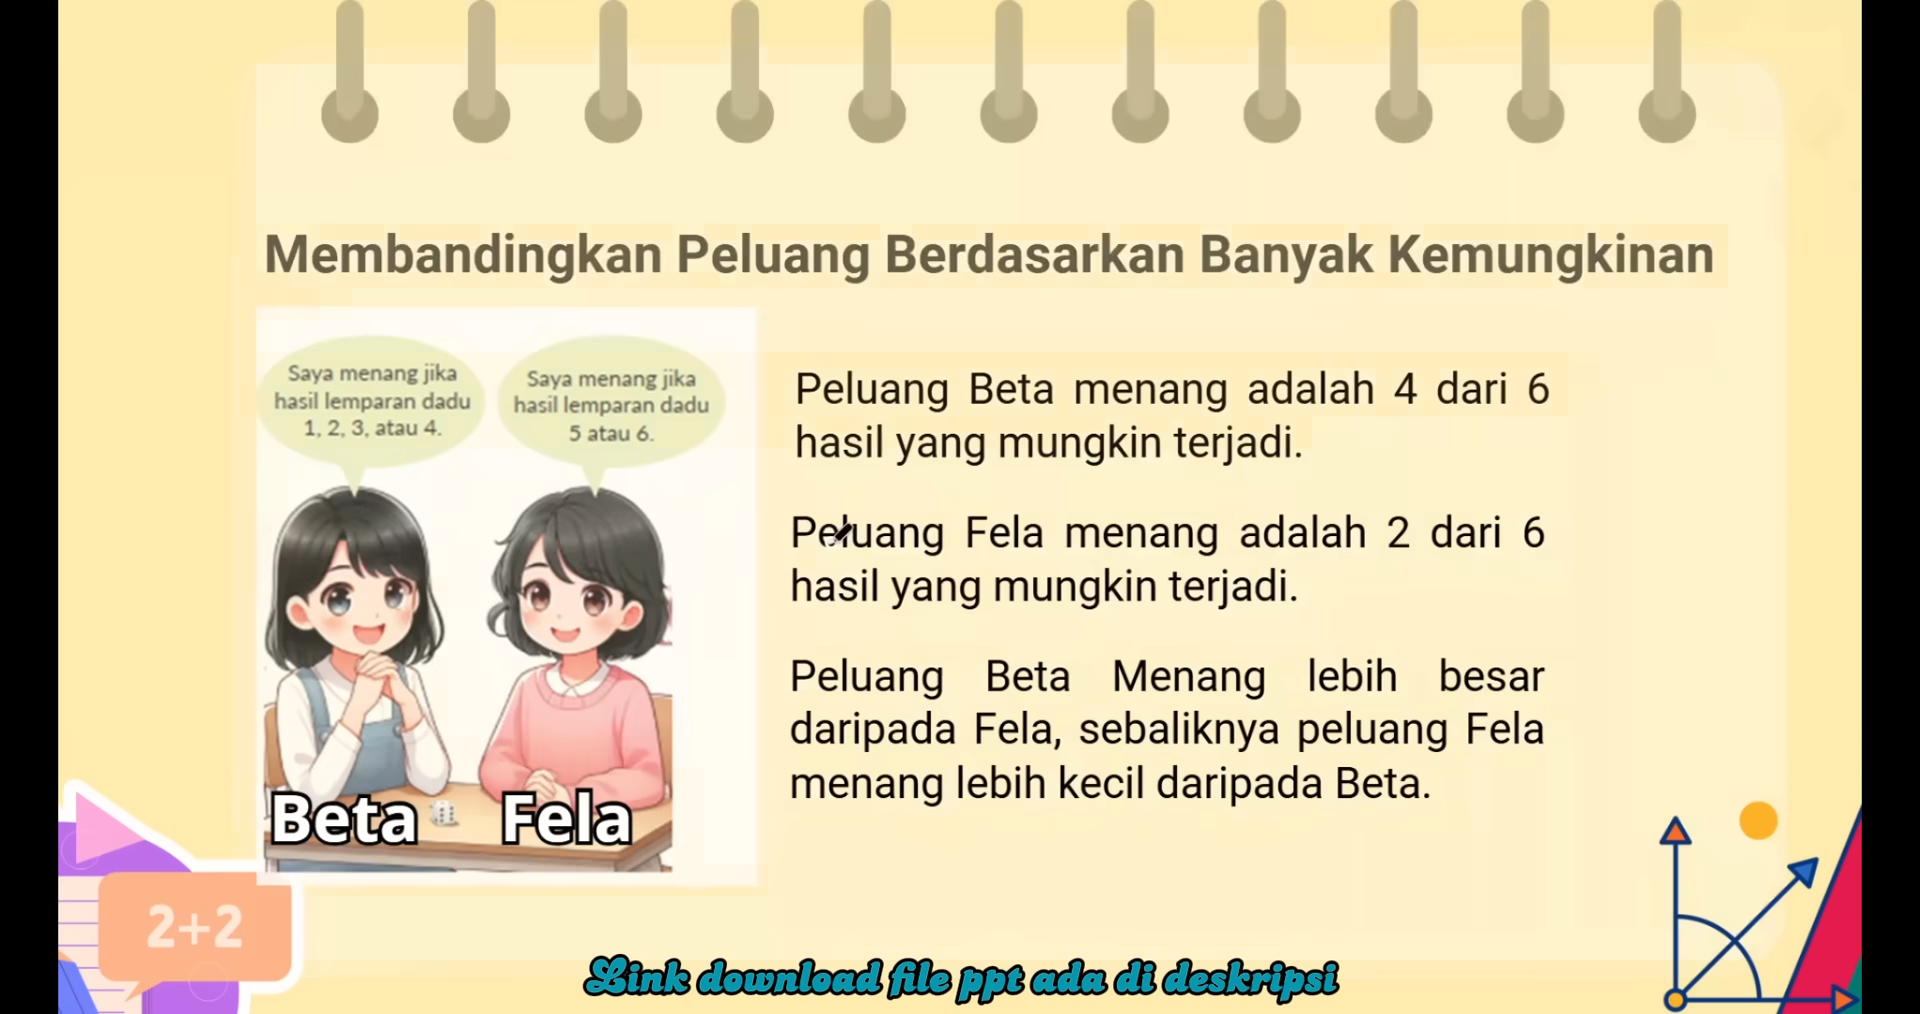 Membandingkan Peluang Berdasarkan Banyak Kemungkinan
Saya menang jika
hasil lemparan dadu
1, 2, 3, atau 4.
Saya menang jika
hasil lemparan dadu
5 atau 6.
Beta
Fela
Peluang Beta menang adalah 4 dari 6
hasil yang mungkin terjadi.
Peluang Fela menang adalah 2 dari 6
hasil yang mungkin terjadi.
Peluang Beta Menang lebih besar
daripada Fela, sebaliknya peluang Fela
menang lebih kecil daripada Beta.
2+2
Link download file ppt ada di deskripsi